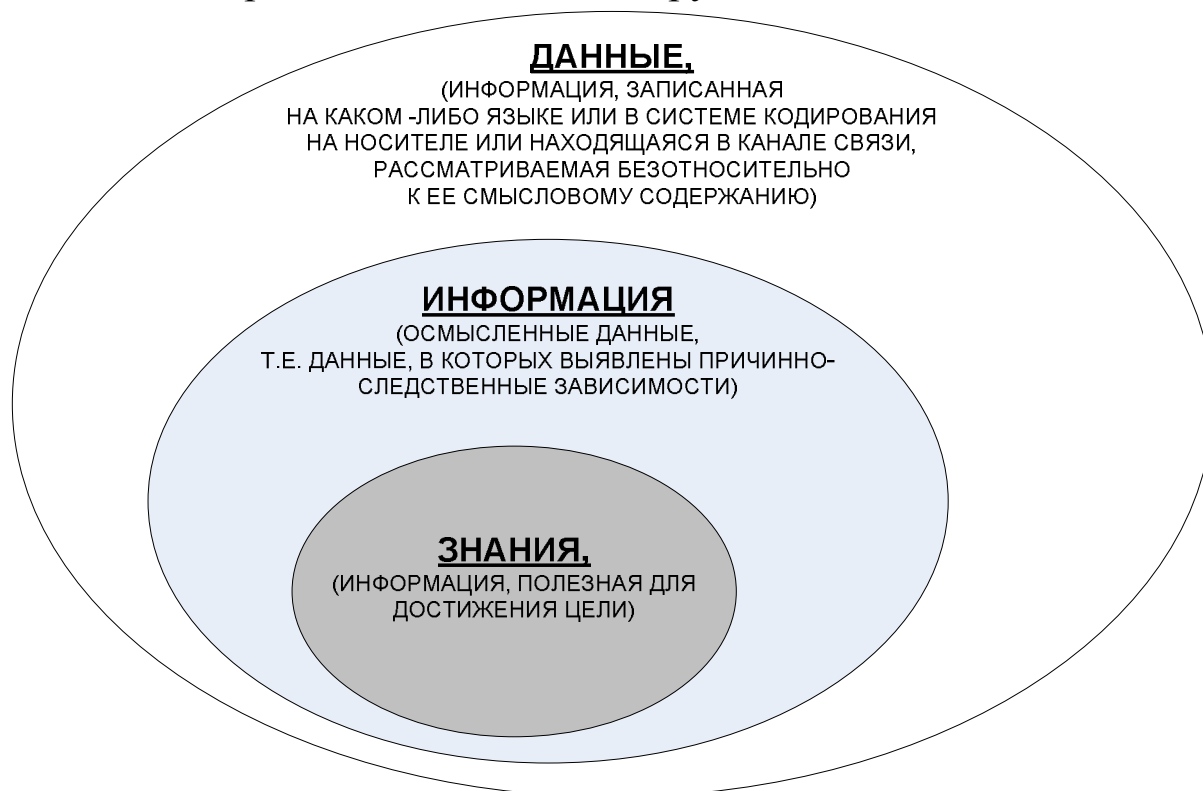 ДАННЫЕ,
(ИНФОРМАЦИЯ, ЗАПИСАННАЯ
НА КАКОМ -ЛИБО ЯЗЫКЕ ИЛИ В СИСТЕМЕ КОДИРОВАНИЯ
НА НОСИТЕЛЕ ИЛИ НАХОДЯЩАЯСЯ В КАНАЛЕ СВЯЗИ,
РАССМАТРИВАЕМАЯ БЕЗОТНОСИТЕЛЬНО
К ЕЕ СМЫСЛОВОМУ СОДЕРЖАНИЮ)
ИНФОРМАЦИЯ
(ОСМЫСЛЕННЫЕ ДАННЫЕ,
Т.Е. ДАННЫЕ, В КОТОРЫХ ВЫЯВЛЕНЫ ПРИЧИННО-
СЛЕДСТВЕННЫЕ ЗАВИСИМОСТИ)
ЗНАНИЯ,
(ИНФОРМАЦИЯ, ПОЛЕЗНАЯ ДЛЯ
ДОСТИЖЕНИЯ ЦЕЛИ)